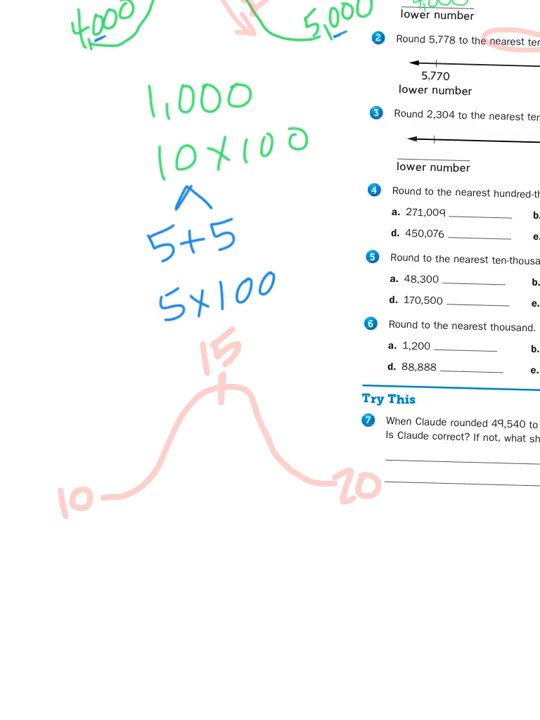 4,000
5,000
1,000
10×100
5+5
5×100
15
10
20
lower number
2 Round 5,778 to the nearest ten
5,770
lower number
3 Round 2,304 to the nearest ten
lower number
4 Round to the nearest hundred-th
a. 271,009 b.
d. 450,076 e.
5 Round to the nearest ten-thousa
a. 48,300 b.
d. 170,500 e.
6 Round to the nearest thousand.
a. 1,200 b.
d. 88,888 e.
Try This
7 When Claude rounded 49,540 to
Is Claude correct? If not, what sh